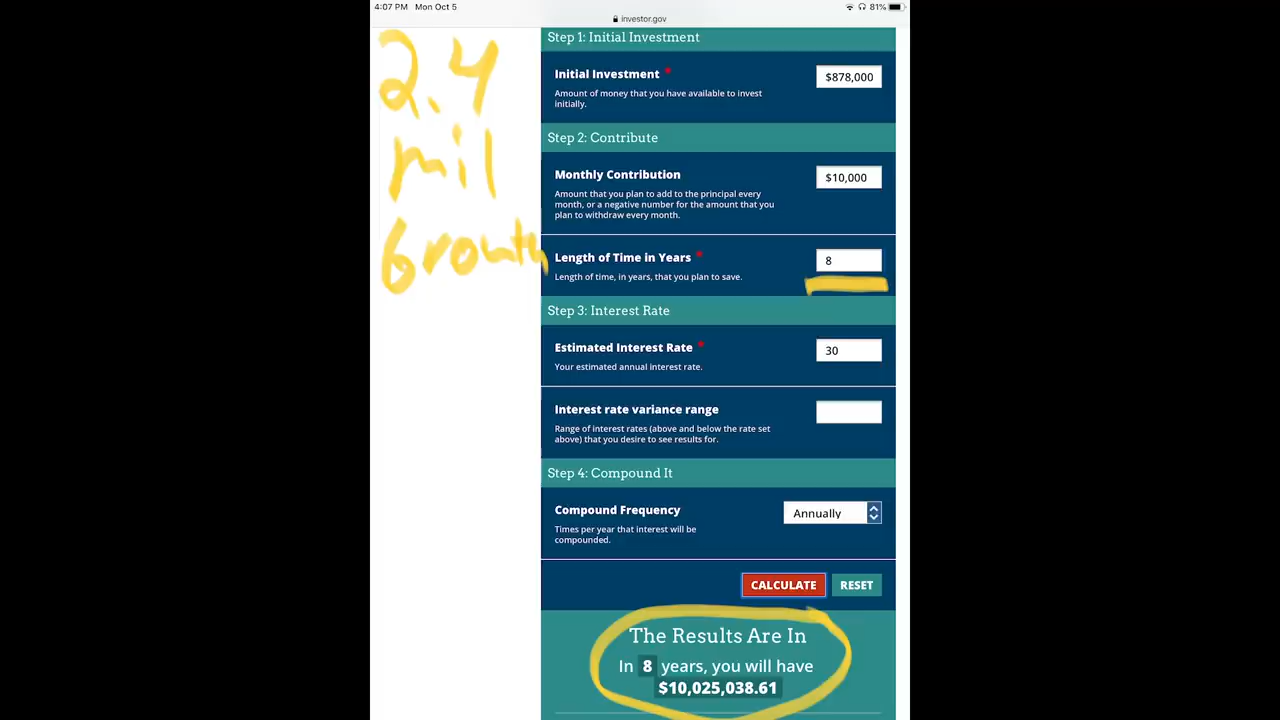 4:07 PM Mon Oct 5
81%
investor.gov
2.4
mil
Growth
Step 1: Initial Investment
Initial Investment *
$878,000
Amount of money that you have available to invest
initially.
Step 2: Contribute
Monthly Contribution
$10,000
Amount that you plan to add to the principal every
month, or a negative number for the amount that you
plan to withdraw every month.
Length of Time in Years *
8
Length of time, in years, that you plan to save.
Step 3: Interest Rate
Estimated Interest Rate *
30
Your estimated annual interest rate.
Interest rate variance range
Range of interest rates (above and below the rate set
above) that you desire to see results for.
Step 4: Compound It
Compound Frequency
Annually
Times per year that interest will be
compounded.
CALCULATE RESET
The Results Are In
In 8 years, you will have
$10,025,038.61